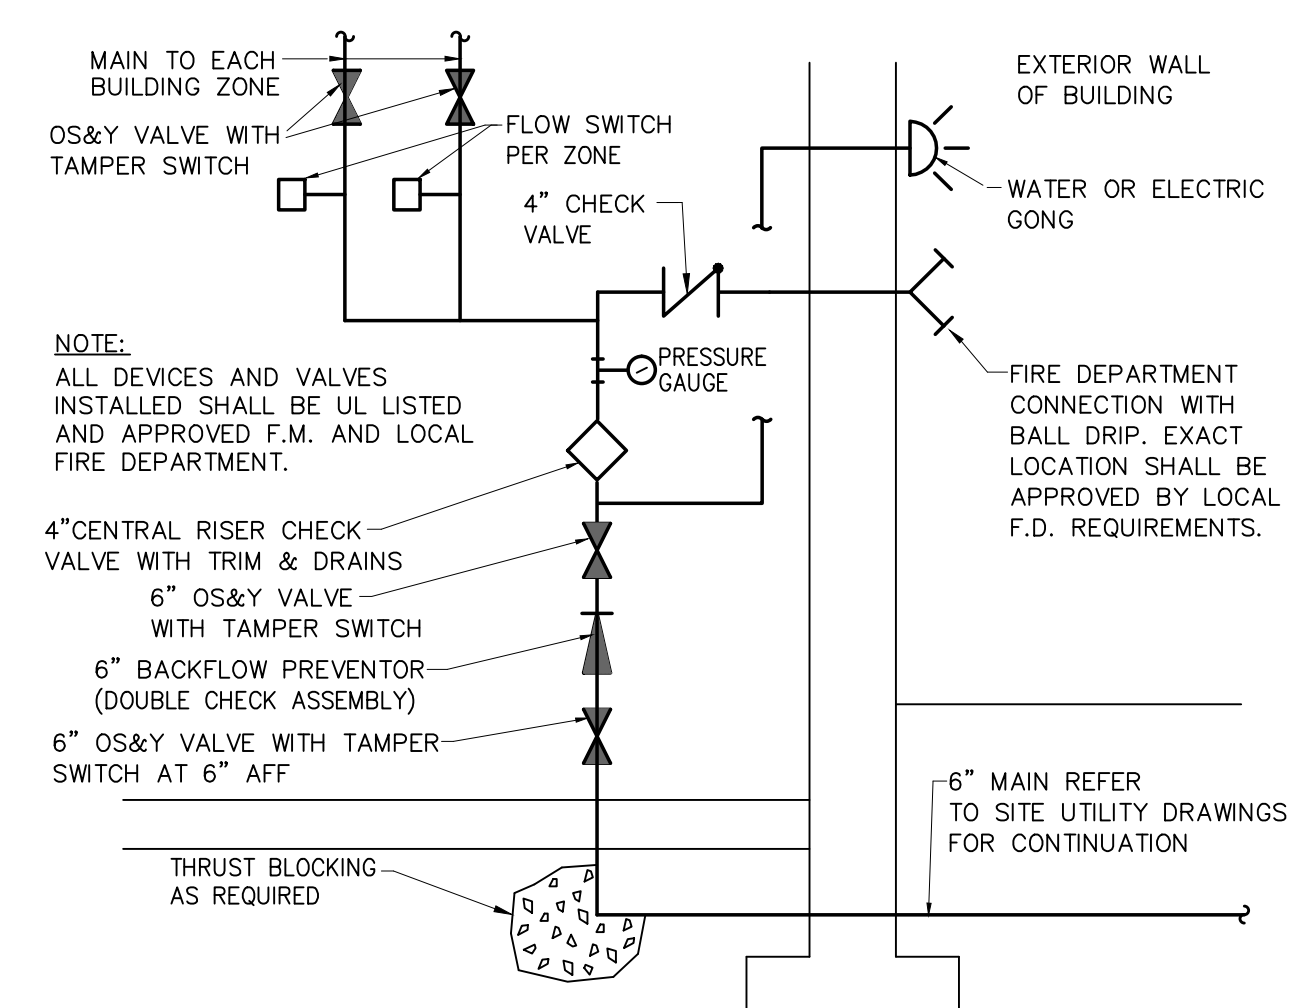 MAIN TO EACH
BUILDING ZONE
OS&Y VALVE WITH
TAMPER SWITCH
FLOW SWITCH
PER ZONE
4” CHECK
VALVE
EXTERIOR WALL
OF BUILDING
WATER OR ELECTRIC
GONG
NOTE:
ALL DEVICES AND VALVES
INSTALLED SHALL BE UL LISTED
AND APPROVED F.M. AND LOCAL
FIRE DEPARTMENT.
PRESSURE
GAUGE
FIRE DEPARTMENT
CONNECTION WITH
BALL DRIP. EXACT
LOCATION SHALL BE
APPROVED BY LOCAL
F.D. REQUIREMENTS.
4”CENTRAL RISER CHECK
VALVE WITH TRIM & DRAINS
6” OS&Y VALVE
WITH TAMPER SWITCH
6” BACKFLOW PREVENTOR
(DOUBLE CHECK ASSEMBLY)
6” OS&Y VALVE WITH TAMPER
SWITCH AT 6” AFF
6” MAIN REFER
TO SITE UTILITY DRAWINGS
FOR CONTINUATION
THRUST BLOCKING
AS REQUIRED